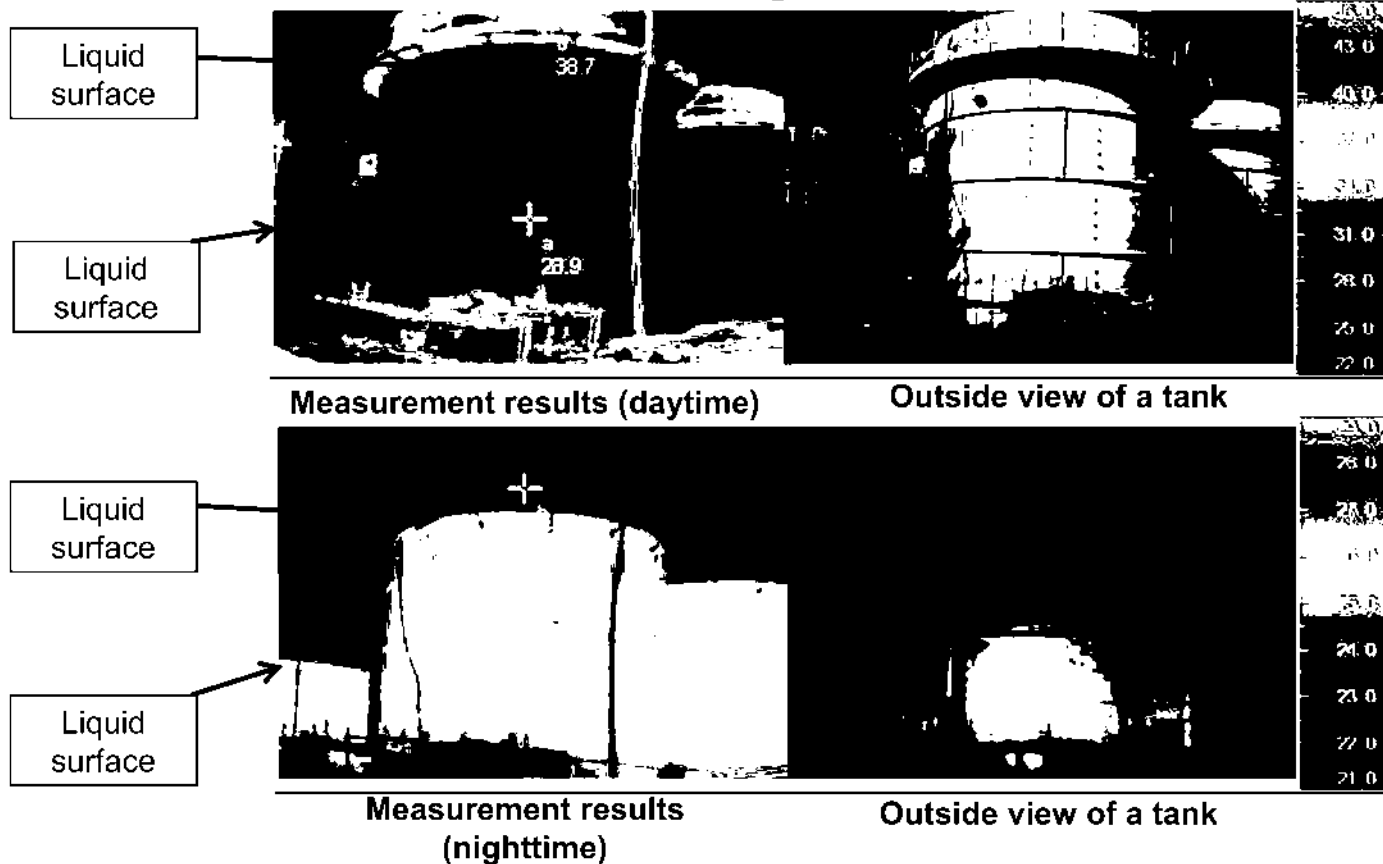 Liquid
surface
Liquid
surface
38.7
a
28.9
43.0
40.0
31.0
28.0
25.0
22.0
Measurement results (daytime)
Outside view of a tank
Liquid
surface
Liquid
surface
24.0
23.0
22.0
21.0
Measurement results
(nighttime)
Outside view of a tank